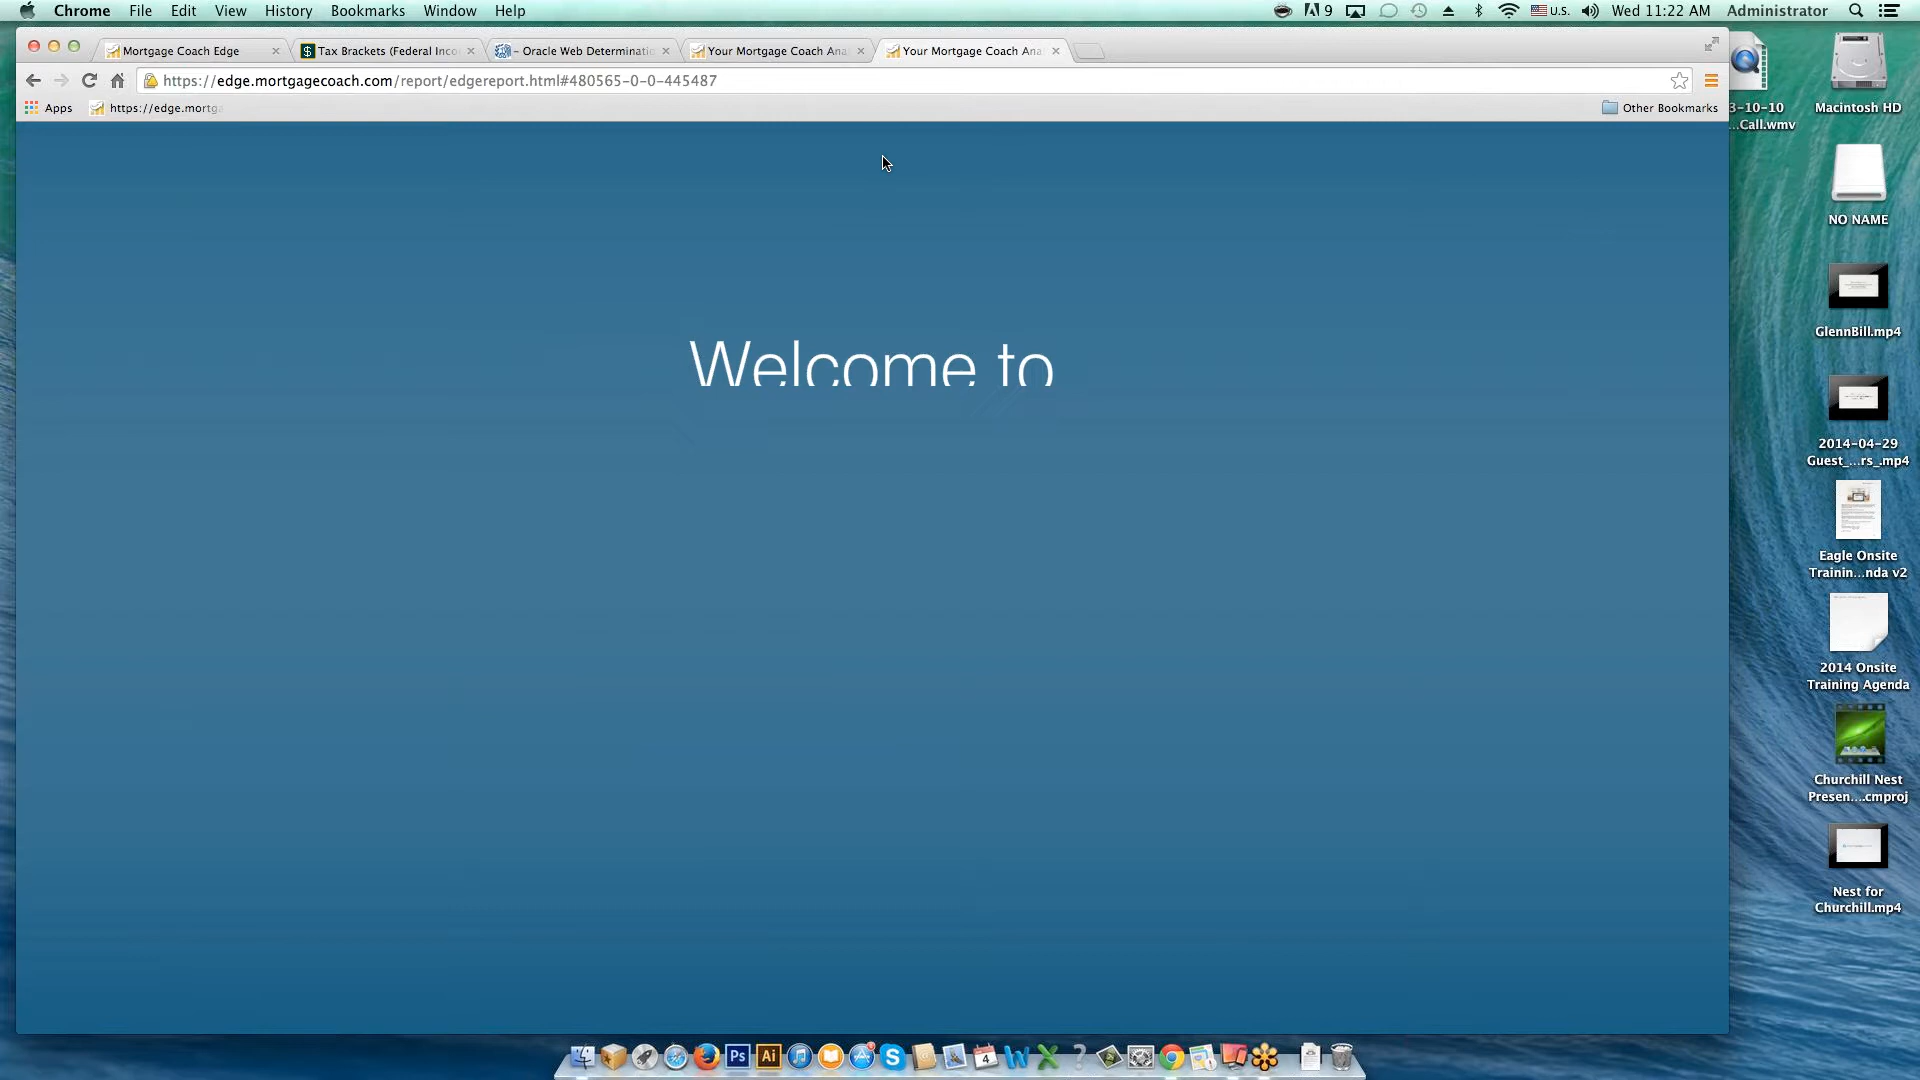 Chrome File Edit View History Bookmarks Window Help
9 U.S. Wed 11:22 AM Administrator
Mortgage Coach Edge
Tax Brackets (Federal Inco
– Oracle Web Determinatio
Your Mortgage Coach Ana
Your Mortgage Coach Ana
https://edge.mortgagecoach.com/report/edgereport.html#480565-0-0-445487
Apps https://edge.mortga Other Bookmarks
Welcome to
3-10-10
...Call.wmv
Macintosh HD
NO NAME
GlennBill.mp4
2014-04-29
Guest_...rs_.mp4
Eagle Onsite
Trainin...nda v2
2014 Onsite
Training Agenda
Churchill Nest
Presen....cmproj
Nest for
Churchill.mp4
Ps Ai S 4 W X ?